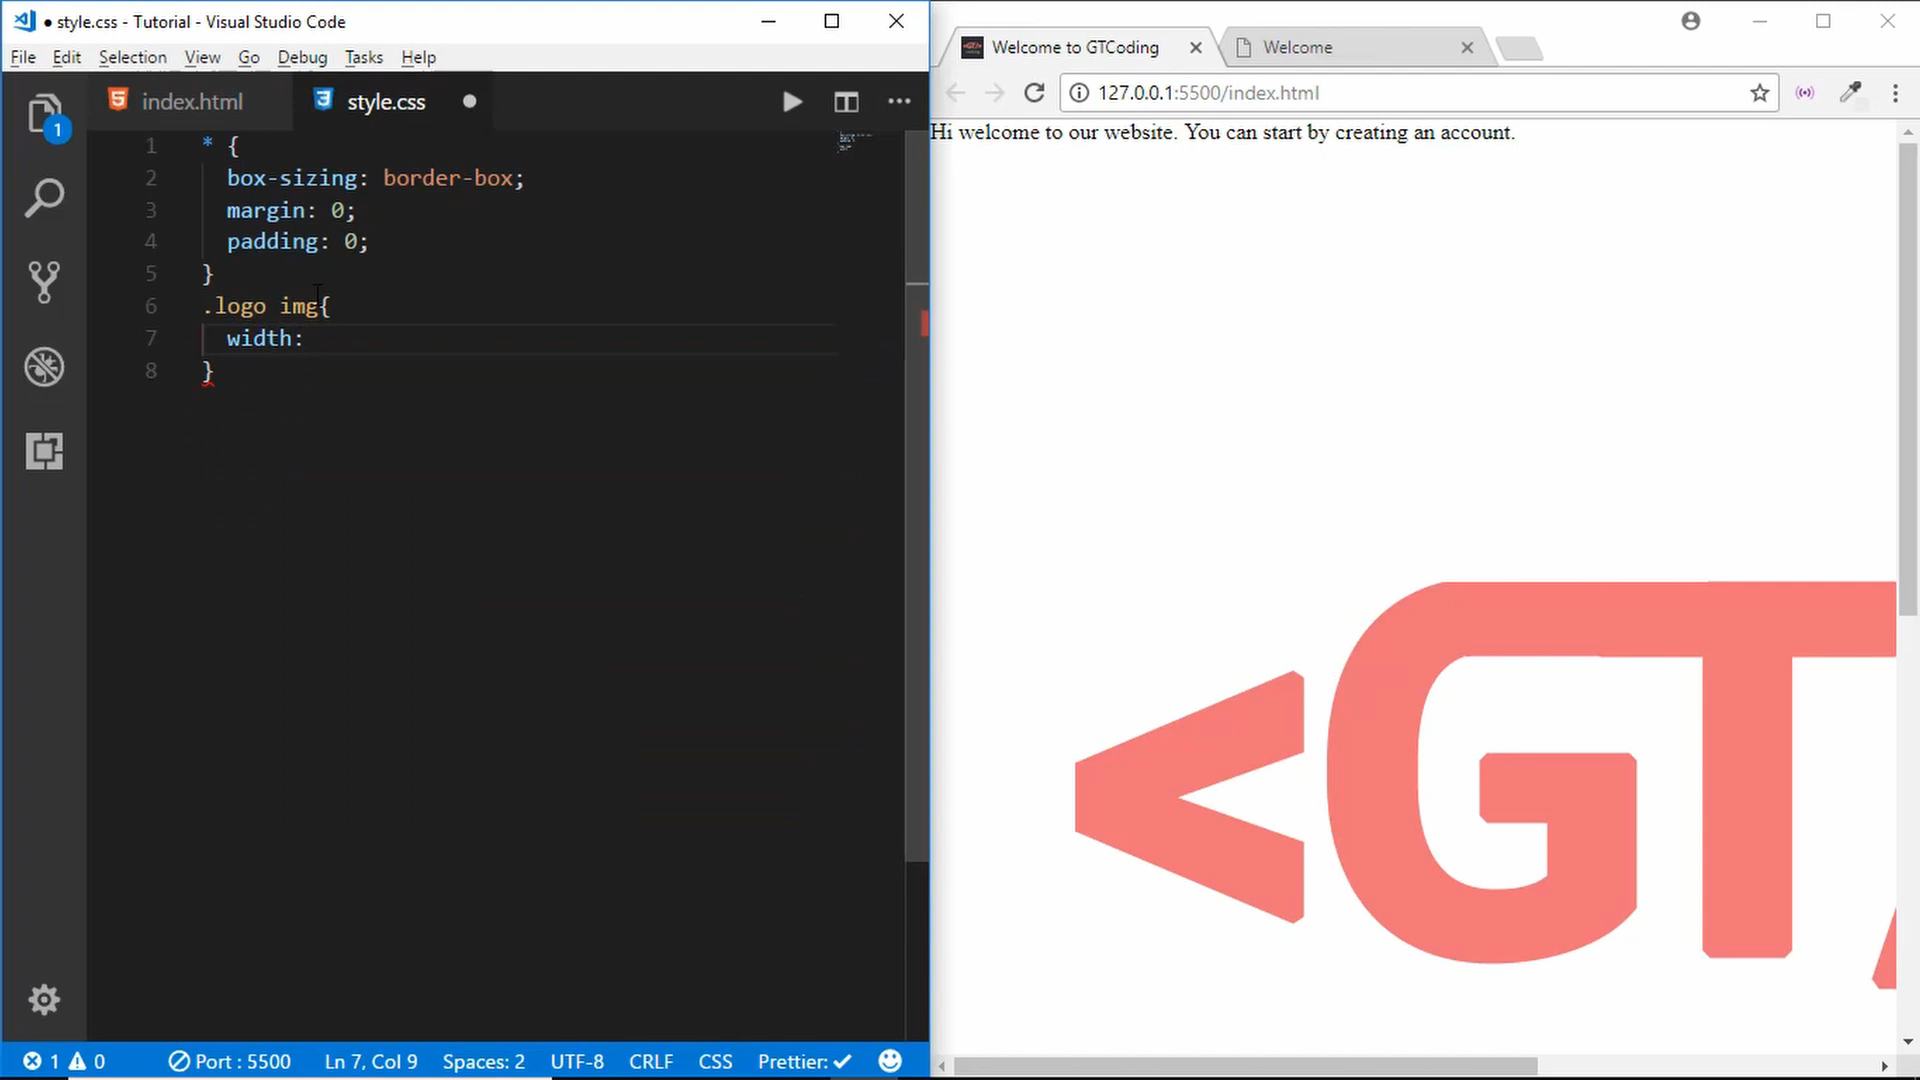 ● style.css - Tutorial - Visual Studio Code
File Edit Selection View Go Debug Tasks Help
index.html style.css
1 * {
2 box-sizing: border-box;
3 margin: 0;
4 padding: 0;
5 }
6 .logo img{
7 width:
8 }
1
1 0 Port : 5500 Ln 7, Col 9 Spaces: 2 UTF-8 CRLF CSS Prettier: ✓
Welcome to GTCoding Welcome
127.0.0.1:5500/index.html
Hi welcome to our website. You can start by creating an account.
<GT